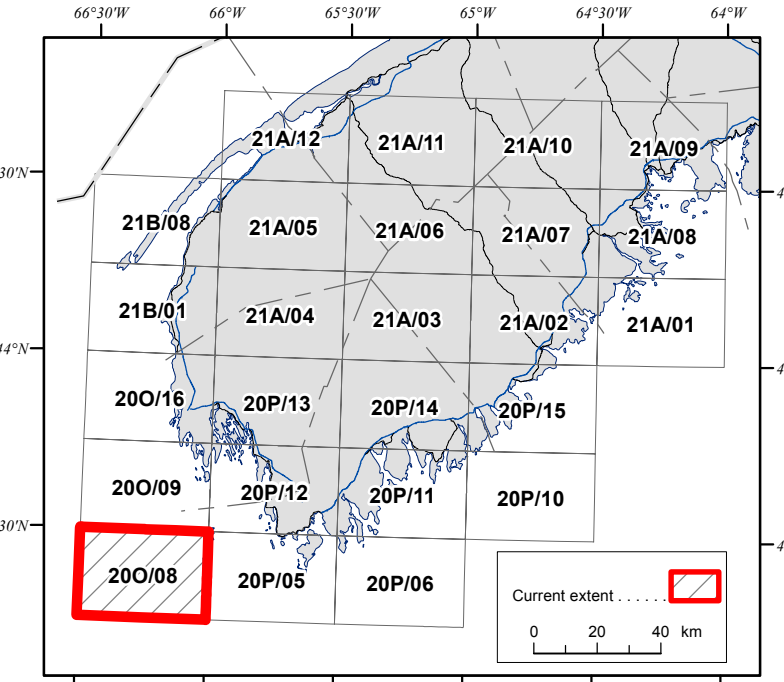 66°30'W 66°W 65°30'W 65°W 64°30'W 64°W
21A/12 21A/11 21A/10 21A/09
30'N
21B/08 21A/05 21A/06 21A/07 21A/08
21B/01 21A/04 21A/03 21A/02 21A/01
4°N
20O/16 20P/13 20P/14 20P/15
20O/09 20P/12 20P/11 20P/10
30'N
20O/08 20P/05 20P/06
Current extent . . . . . .
0 20 40 km